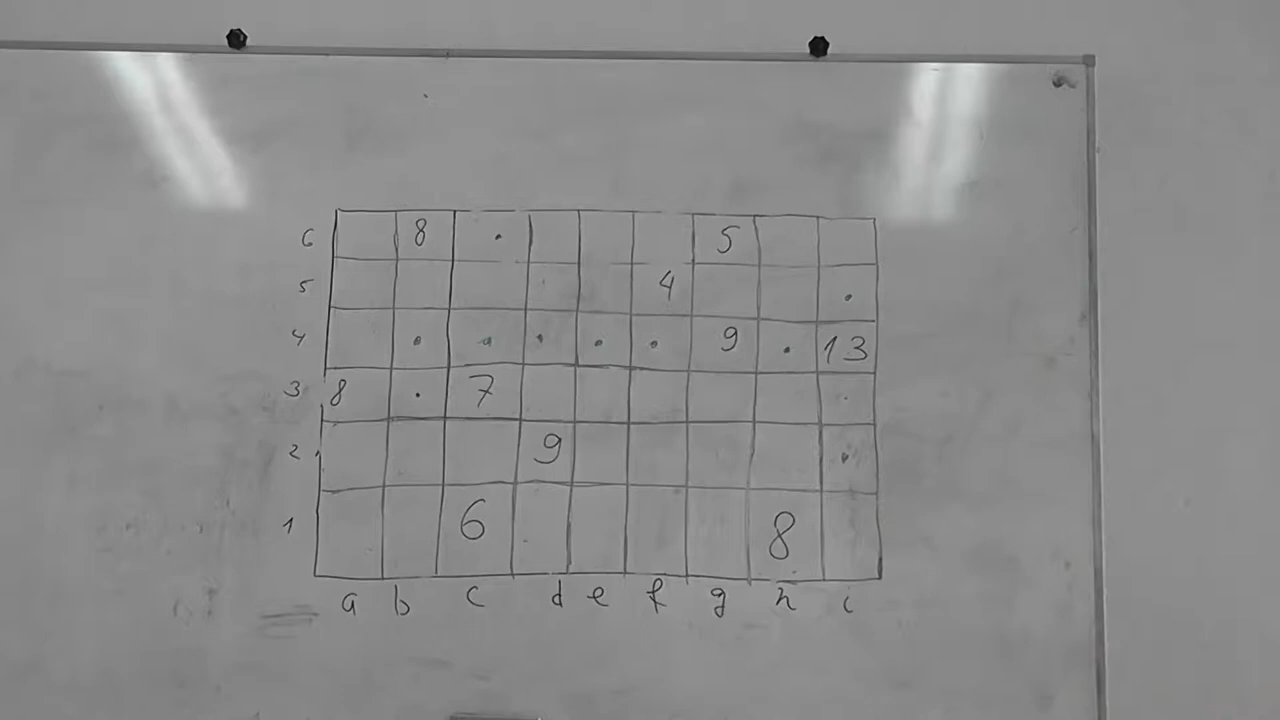 6 8 . 5
5 4 .
4 . . . . . 9 . 13
3 8 . 7 .
2 9 .
1 6 8
a b c d e f g h i